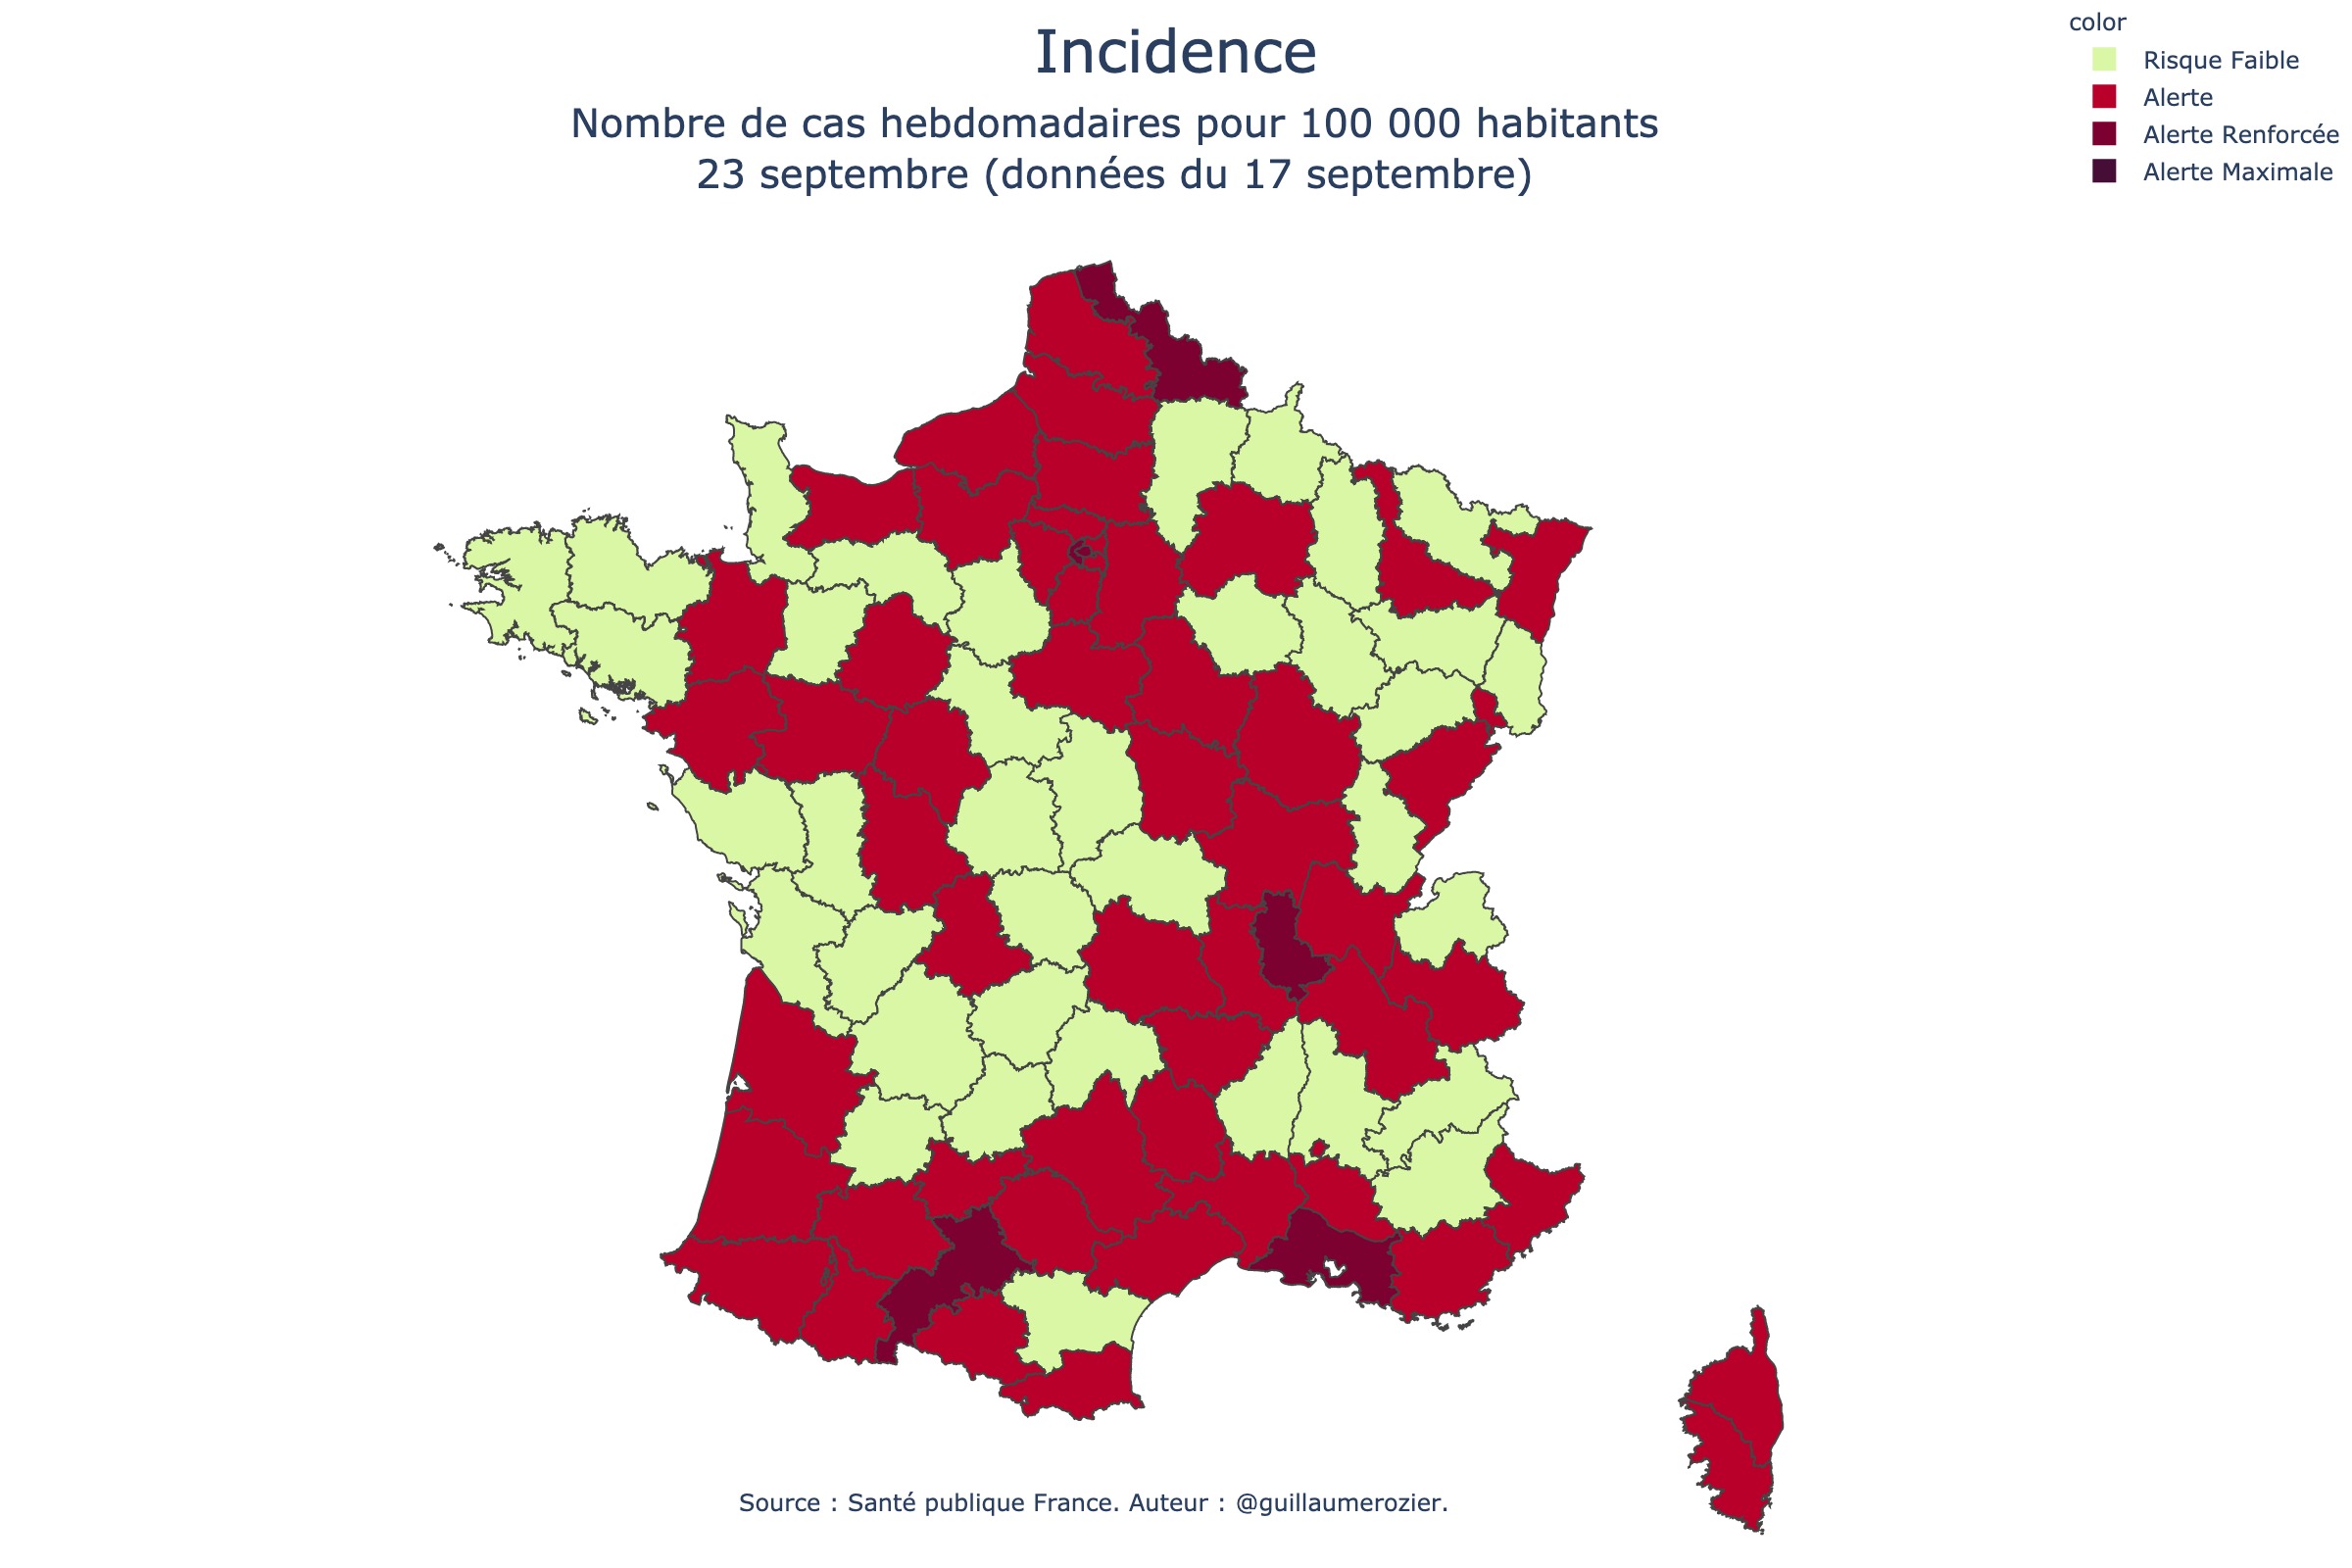 Incidence
Nombre de cas hebdomadaires pour 100 000 habitants
23 septembre (données du 17 septembre)
color
Risque Faible
Alerte
Alerte Renforcée
Alerte Maximale
Source : Santé publique France. Auteur : @guillaumerozier.